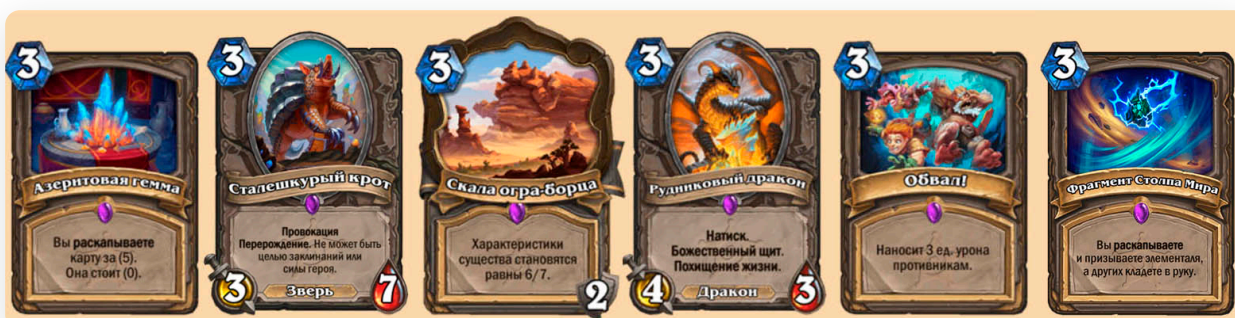 3
Азеритовая гемма
Вы раскапываете
карту за (5).
Она стоит (0).
3
Сталешкурый крот
Провокация
Перерождение. Не может быть
целью заклинаний или
силы героя.
3
Зверь
7
3
Скала огра-борца
Характеристики
существа становятся
равны 6/7.
2
3
Рудниковый дракон
Натиск.
Божественный щит.
Похищение жизни.
4
Дракон
3
3
Обвал!
Наносит 3 ед. урона
противникам.
3
Фрагмент Столпа Мира
Вы раскапываете
и призываете элементаля,
а других кладете в руку.